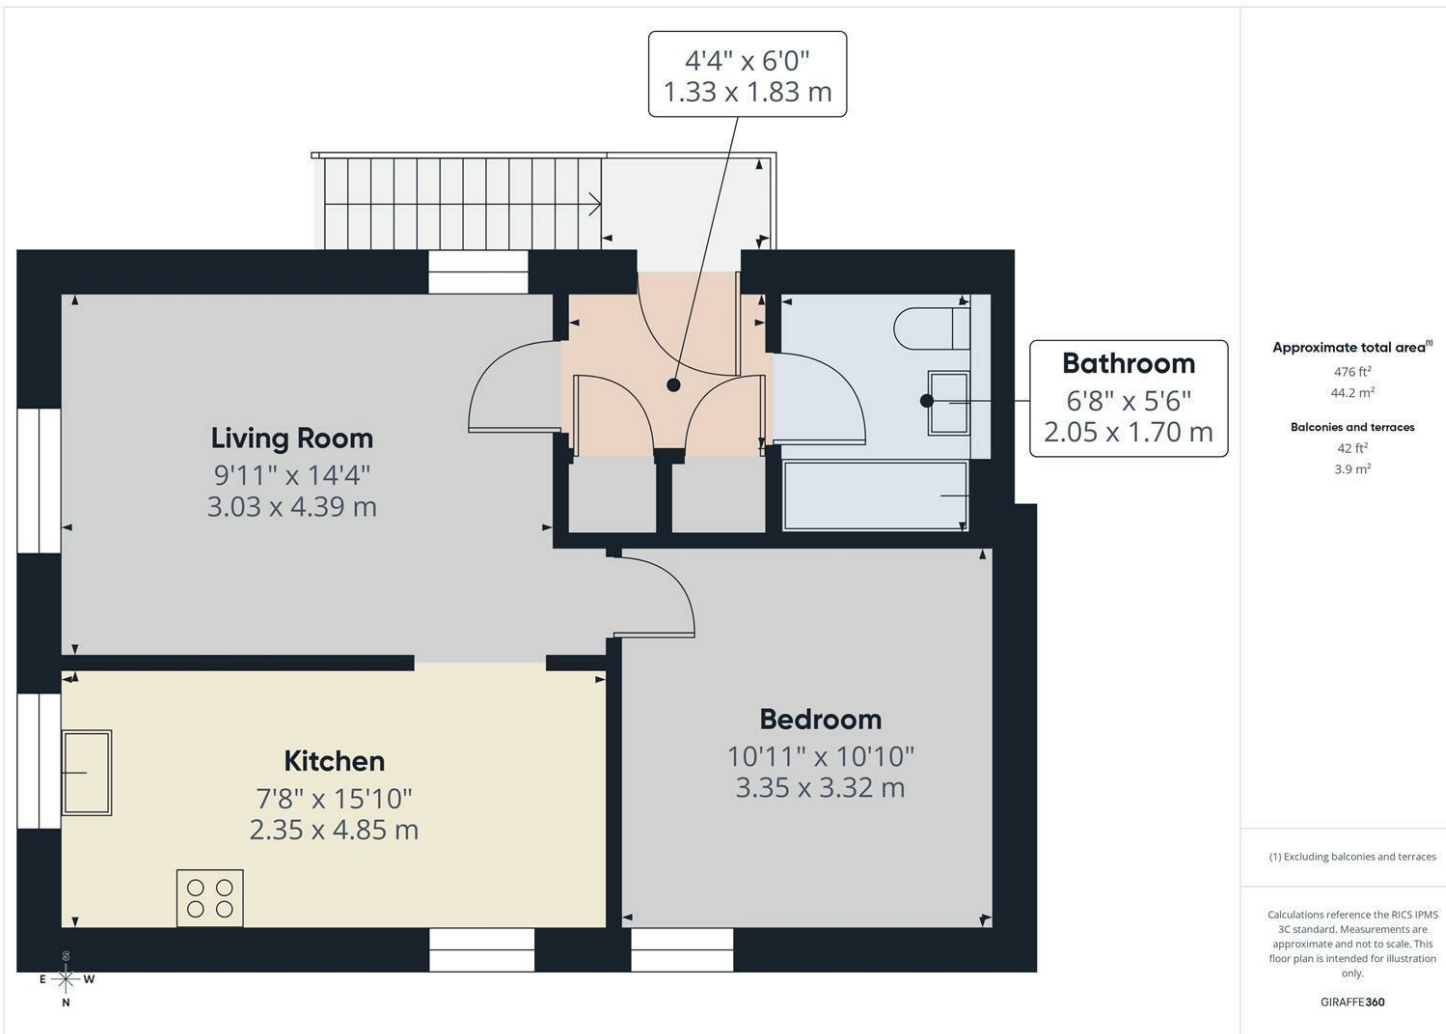 4'4" x 6'0"
1.33 x 1.83 m
Bathroom
6'8" x 5'6"
2.05 x 1.70 m
Living Room
9'11" x 14'4"
3.03 x 4.39 m
Bedroom
10'11" x 10'10"
3.35 x 3.32 m
Kitchen
7'8" x 15'10"
2.35 x 4.85 m
E W
N
Approximate total area(1)
476 ft²
44.2 m²
Balconies and terraces
42 ft²
3.9 m²
(1) Excluding balconies and terraces
Calculations reference the RICS IPMS
3C standard. Measurements are
approximate and not to scale. This
floor plan is intended for illustration
only.
GIRAFFE360